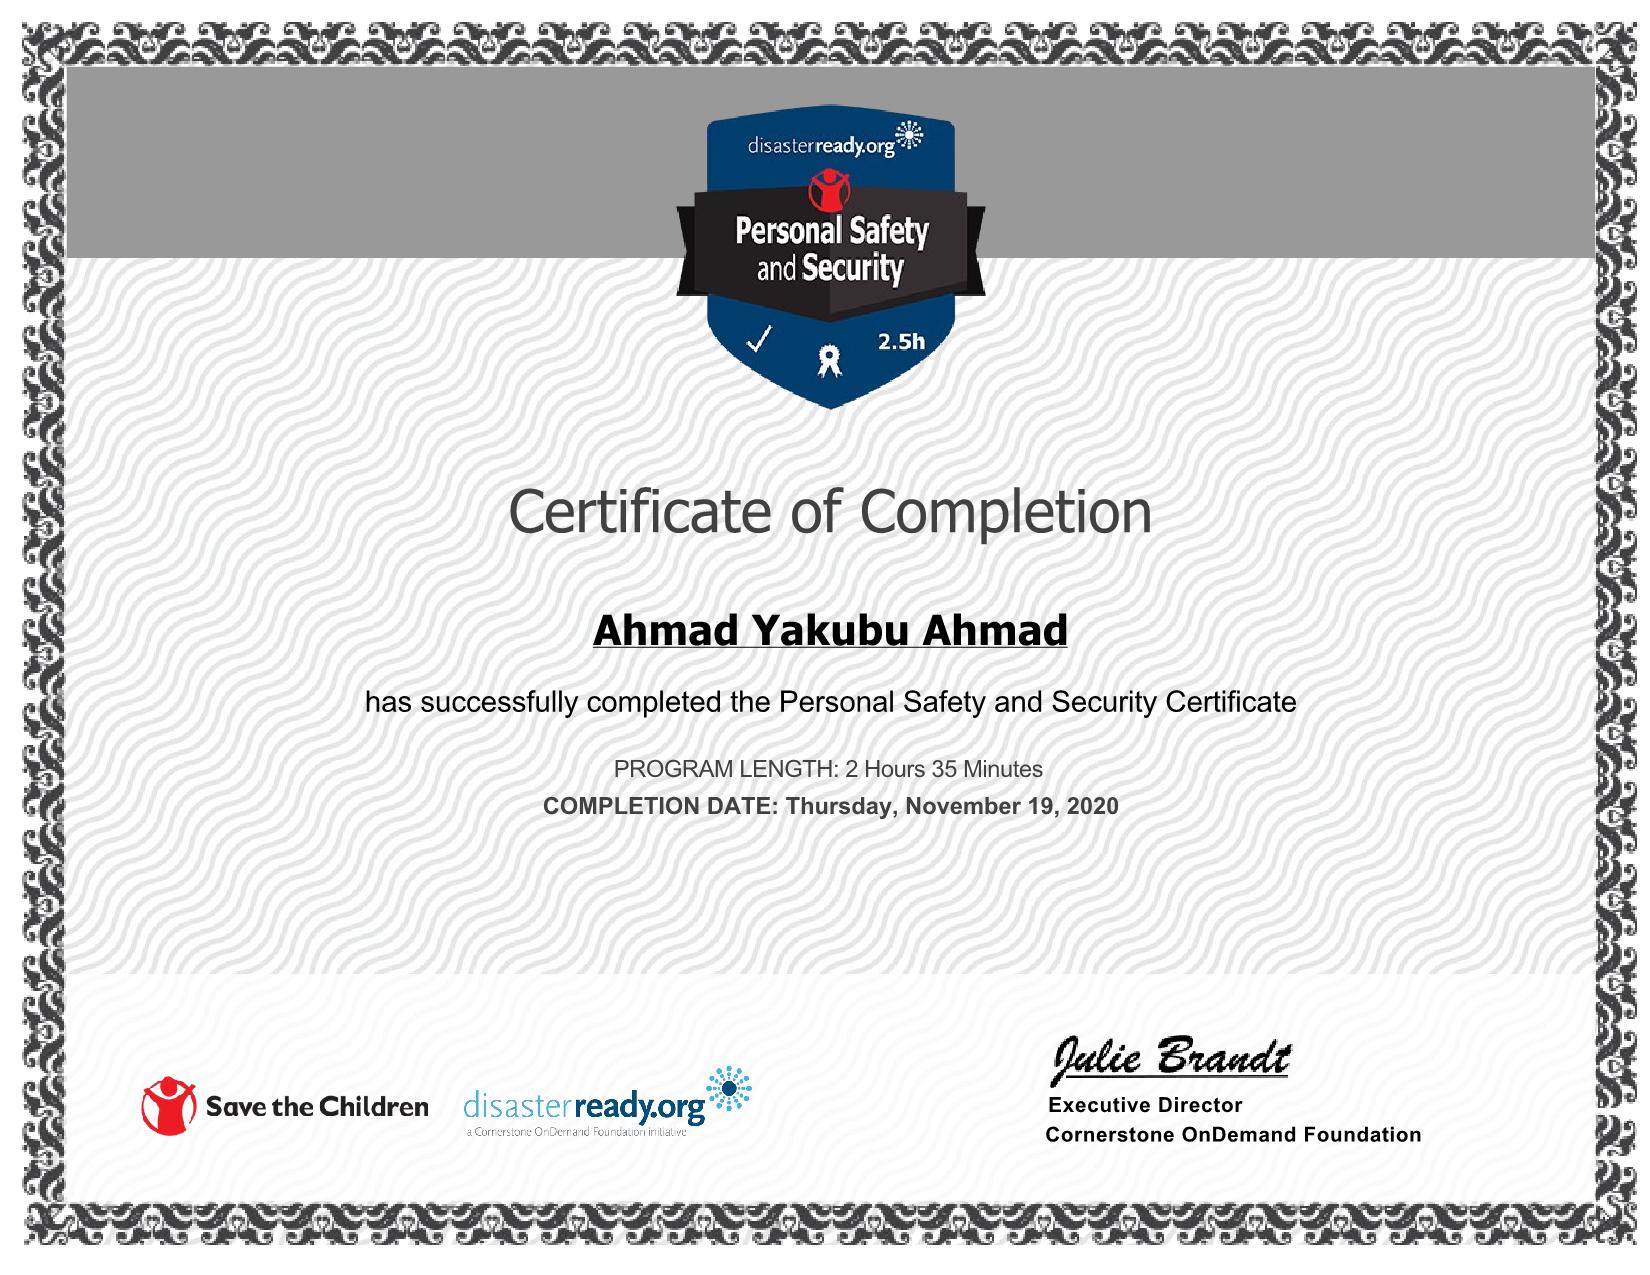 disasterready.org
Personal Safety
and Security
2.5h
Certificate of Completion
Ahmad Yakubu Ahmad
has successfully completed the Personal Safety and Security Certificate
PROGRAM LENGTH: 2 Hours 35 Minutes
COMPLETION DATE: Thursday, November 19, 2020
Save the Children
disasterready.org
a Cornerstone OnDemand Foundation initiative
Julie Brandt
Executive Director
Cornerstone OnDemand Foundation